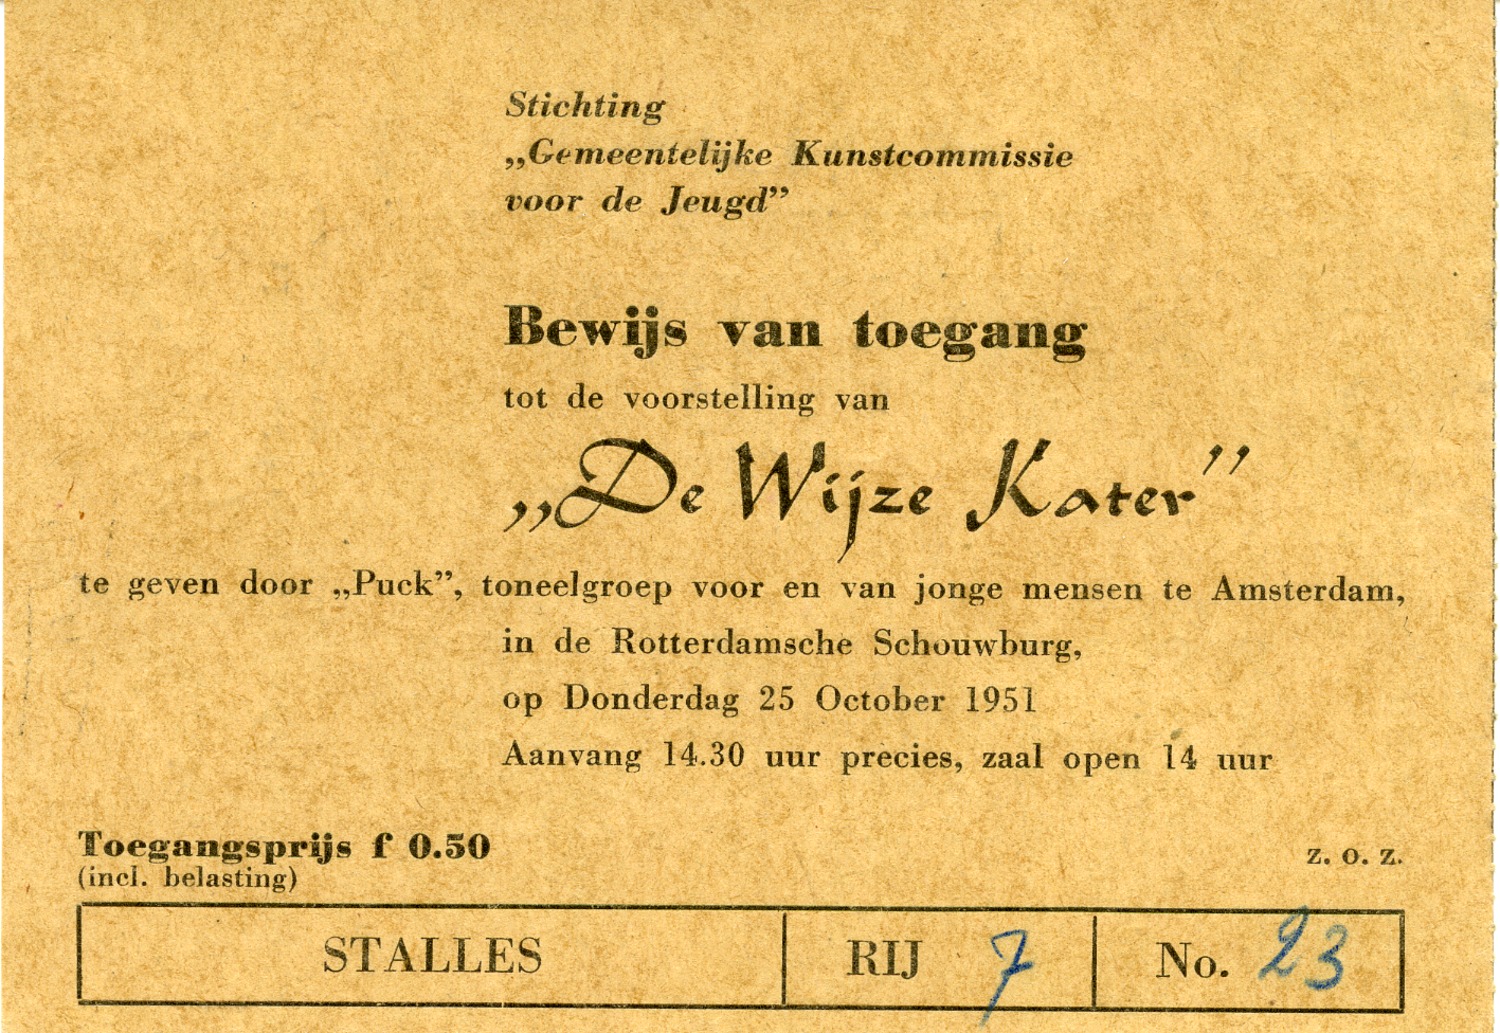 Stichting
„Gemeentelijke Kunstcommissie
voor de Jeugd”
Bewijs van toegang
tot de voorstelling van
„De Wijze Kater”
te geven door „Puck”, toneelgroep voor en van jonge mensen te Amsterdam,
in de Rotterdamsche Schouwburg,
op Donderdag 25 October 1951
Aanvang 14.30 uur precies, zaal open 14 uur
Toegangsprijs f 0.50
z. o. z.
(incl. belasting)
STALLES RIJ 7 No. 23